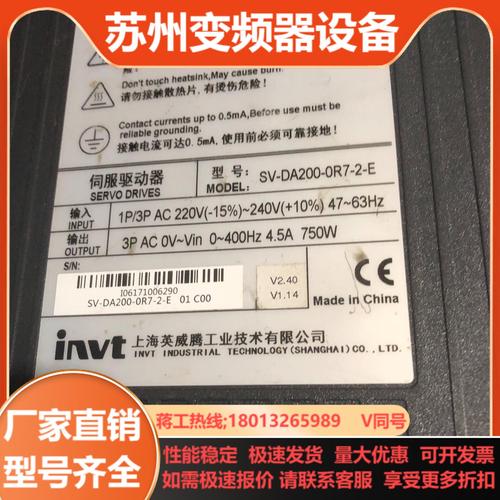 苏州变频器设备
Don't touch heatsink,May cause burn.
请勿接触散热片,有烫伤危险!
Contact currents up to 0.5mA,Before use must be
reliable grounding.
接触电流可达0.5mA,使用前必须可靠接地!
伺服驱动器
SERVO DRIVES
型号:
MODEL:
SV-DA200-0R7-2-E
输入
INPUT
1P/3P AC 220V(-15%)~240V(+10%) 47~63Hz
输出
OUTPUT
3P AC 0V~Vin 0~400Hz 4.5A 750W
S/N:
I06171006290
SV-DA200-0R7-2-E 01 C00
V2.40
V1.14
CE
Made in China
invt 上海英威腾工业技术有限公司
INVT INDUSTRIAL TECHNOLOGY(SHANGHAI)CO.,LTD.
厂家直销
型号齐全
蒋工热线;18013265989 V同号
性能稳定 极速发货 量大优惠 可开票
如需极速报价 请联系客服 享受更多折扣